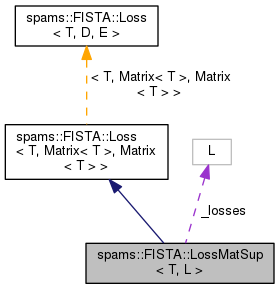 spams::FISTA::Loss
< T, D, E >
< T, Matrix< T >, Matrix
< T > >
spams::FISTA::Loss
< T, Matrix< T >, Matrix
< T > >
L
_losses
spams::FISTA::LossMatSup
< T, L >